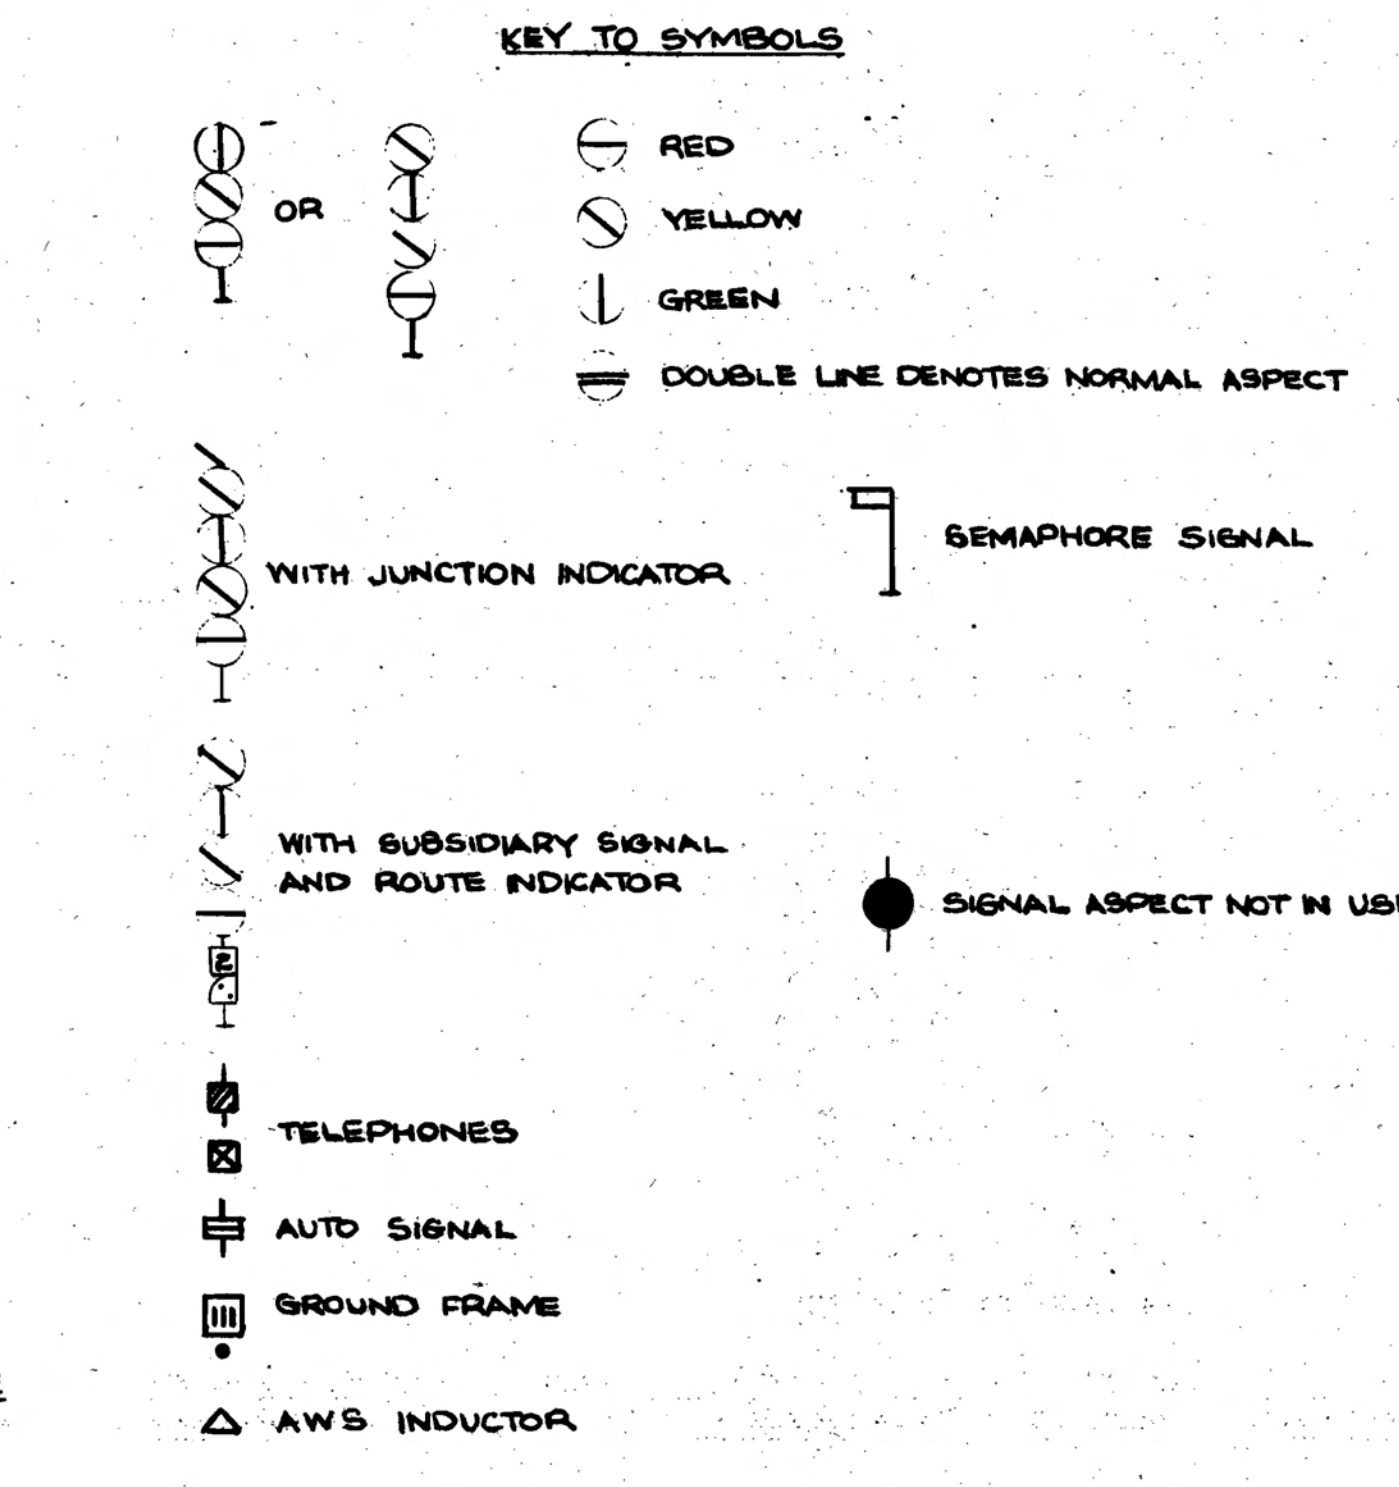 KEY TO SYMBOLS
OR
RED
YELLOW
GREEN
DOUBLE LINE DENOTES NORMAL ASPECT
WITH JUNCTION INDICATOR
SEMAPHORE SIGNAL
WITH SUBSIDIARY SIGNAL
AND ROUTE INDICATOR
2
SIGNAL ASPECT NOT IN
TELEPHONES
AUTO SIGNAL
GROUND FRAME
AWS INDUCTOR